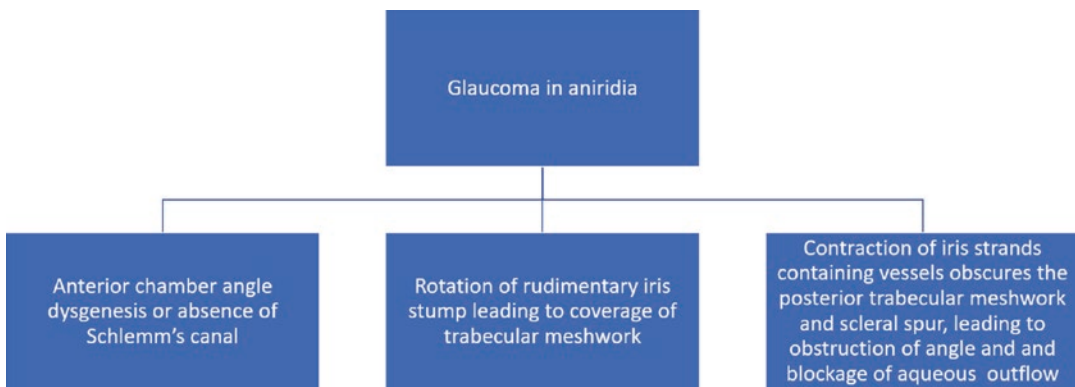 Glaucoma in aniridia
Anterior chamber angle
dysgenesis or absence of
Schlemm's canal
Rotation of rudimentary iris
stump leading to coverage of
trabecular meshwork
Contraction of iris strands
containing vessels obscures the
posterior trabecular meshwork
and scleral spur, leading to
obstruction of angle and and
blockage of aqueous outflow